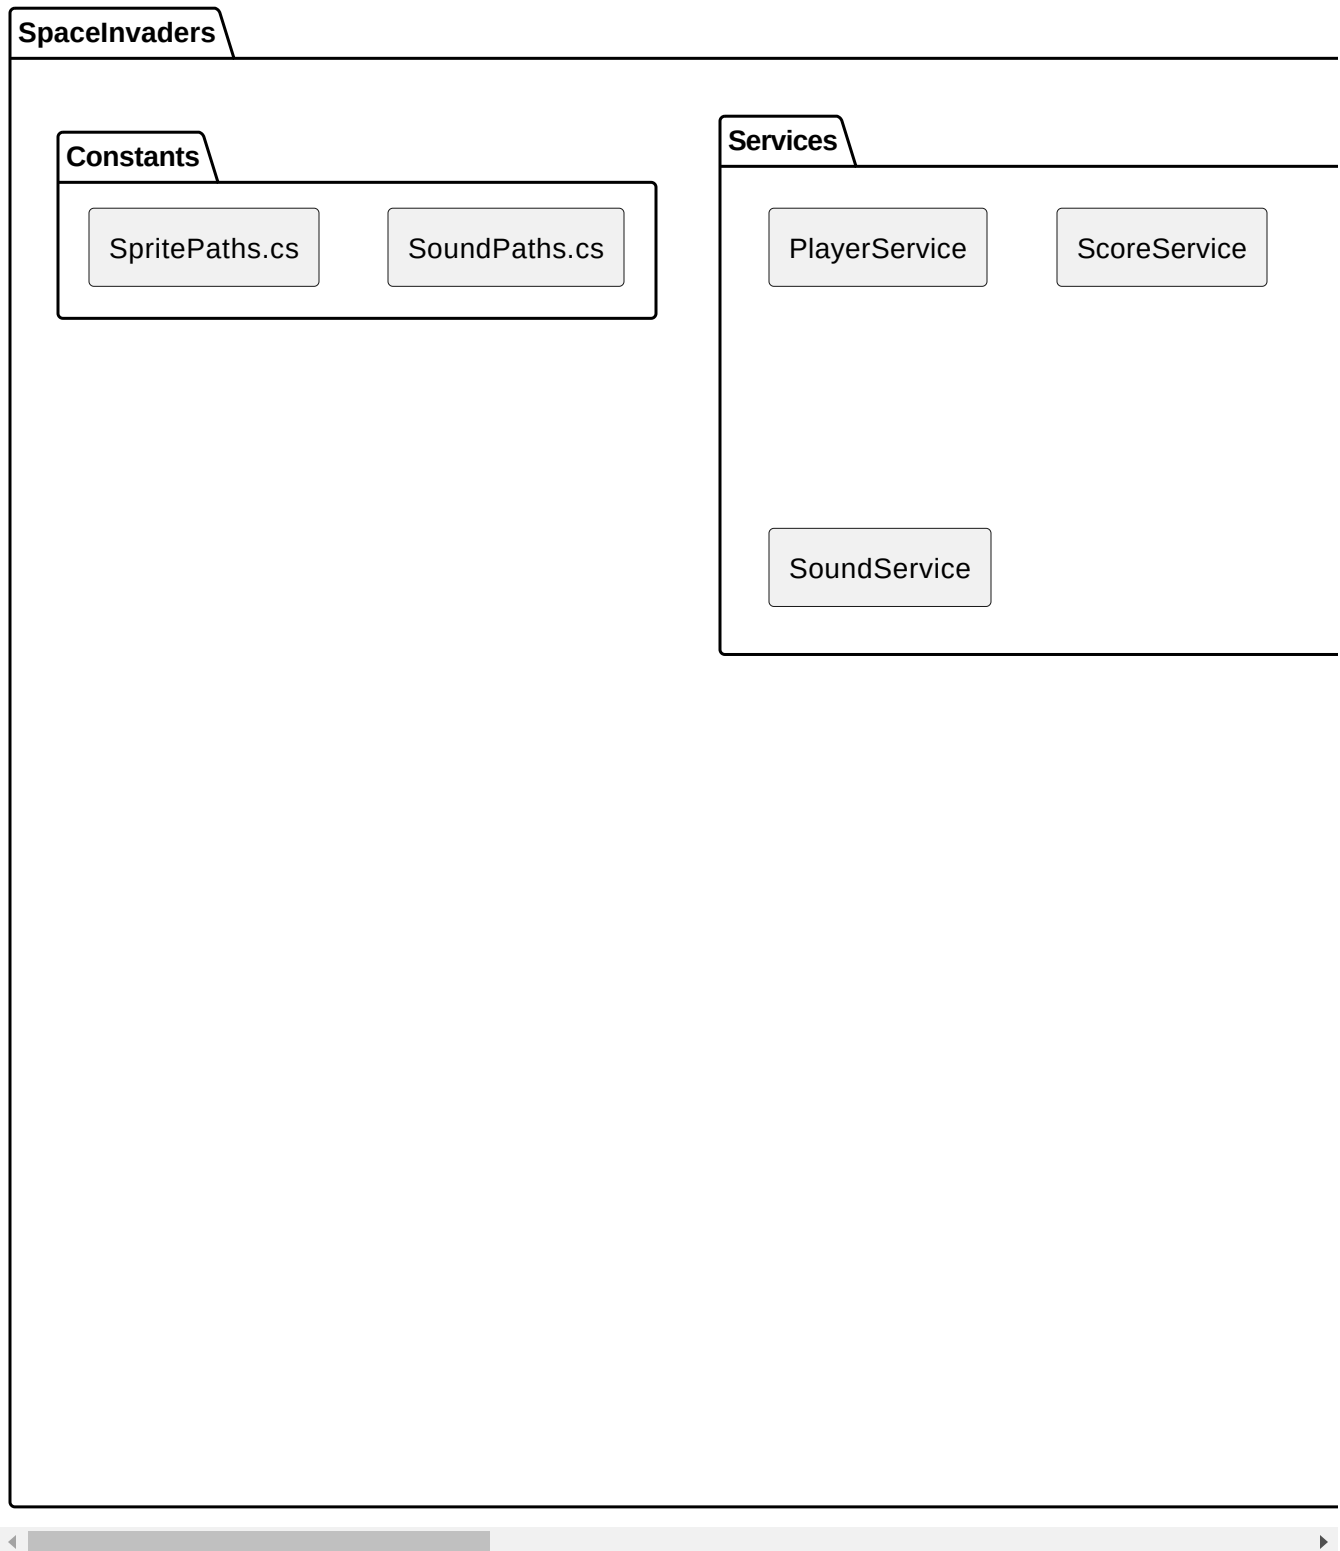 SpaceInvaders
Constants
SpritePaths.cs
SoundPaths.cs
Services
PlayerService
ScoreService
SoundService